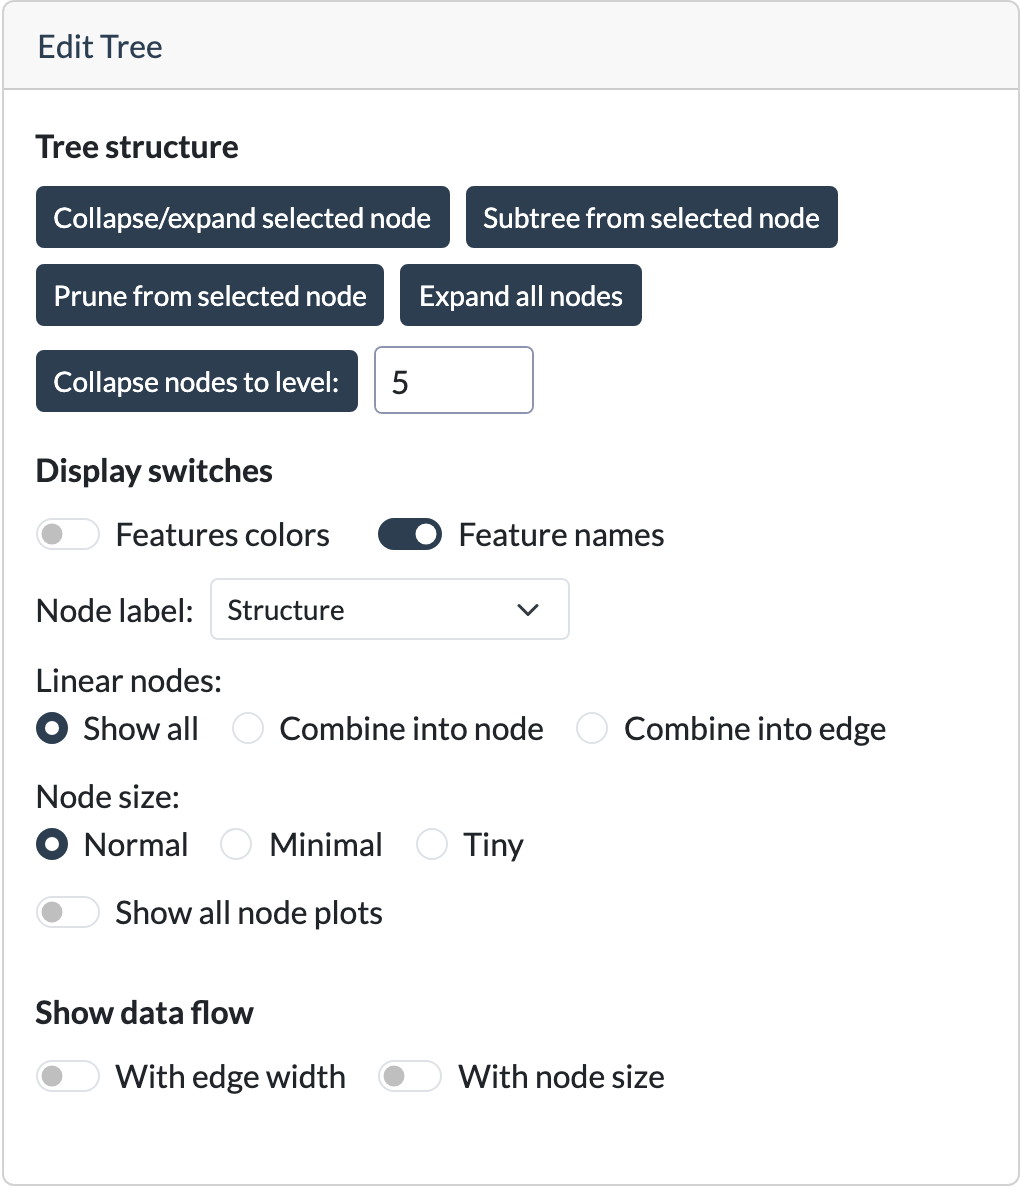 Edit Tree
Tree structure
Collapse/expand selected node Subtree from selected node
Prune from selected node Expand all nodes
Collapse nodes to level: 5
Display switches
Features colors Feature names
Node label: Structure
Linear nodes:
Show all Combine into node Combine into edge
Node size:
Normal Minimal Tiny
Show all node plots
Show data flow
With edge width With node size